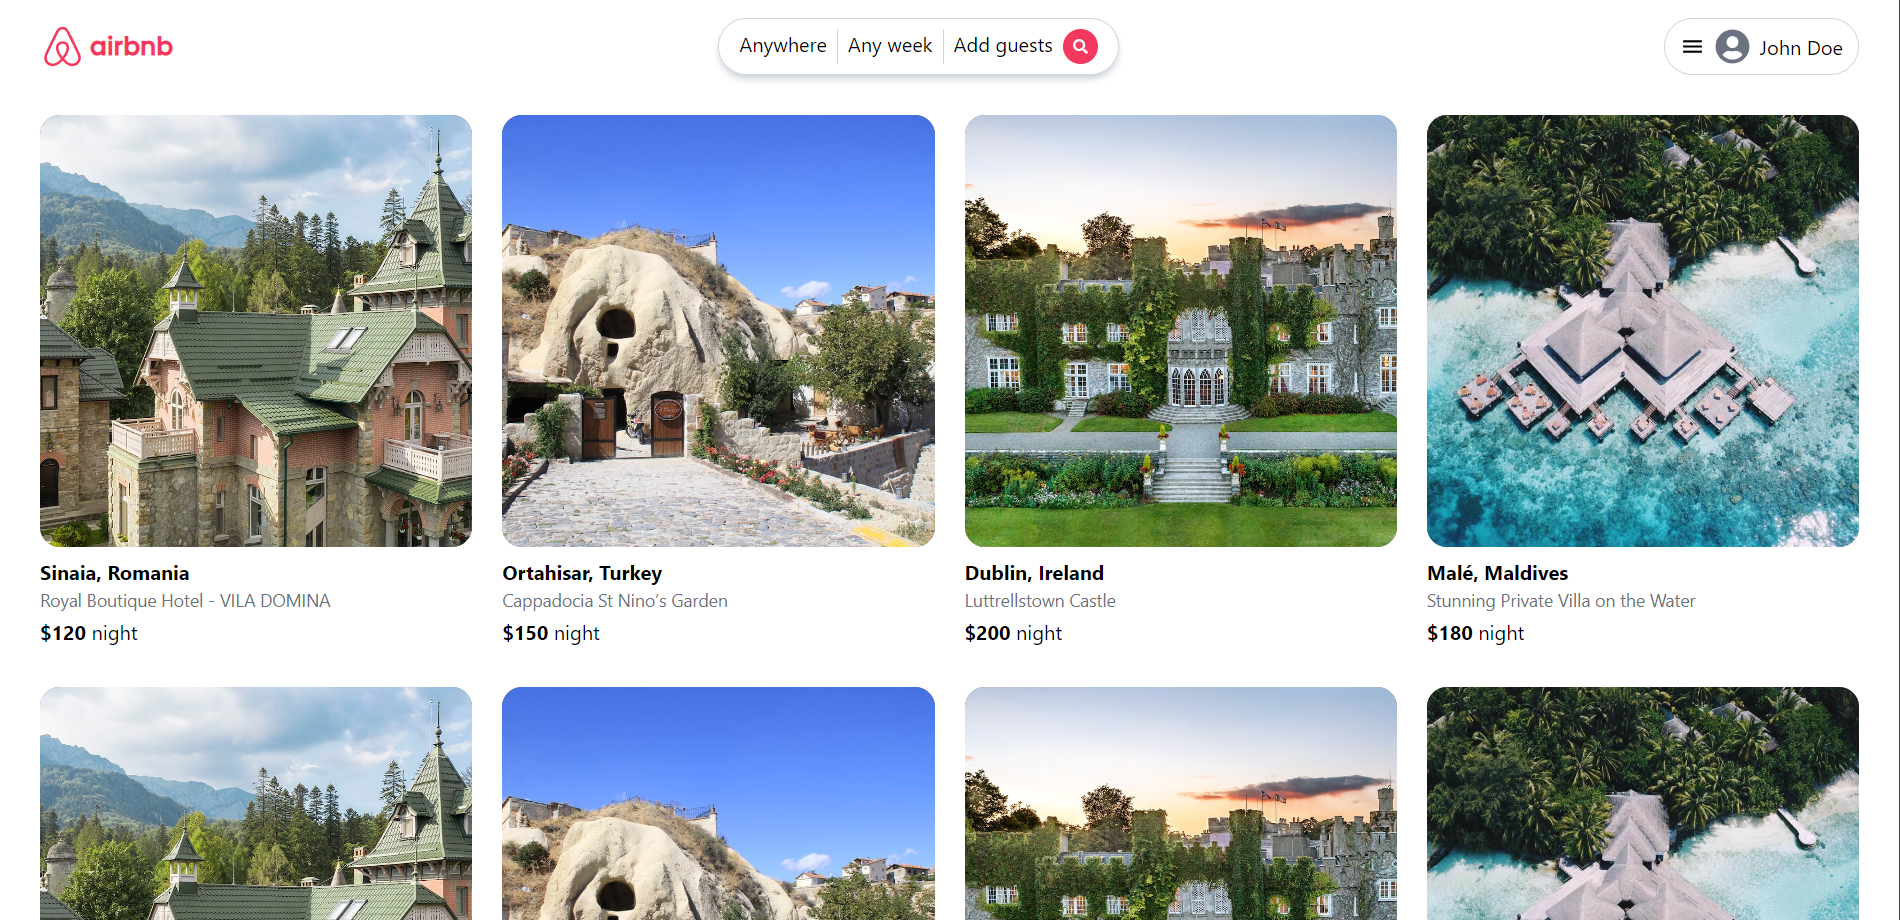 airbnb
Anywhere Any week Add guests
John Doe
Sinaia, Romania
Royal Boutique Hotel - VILA DOMINA
$120 night
Ortahisar, Turkey
Cappadocia St Nino’s Garden
$150 night
Dublin, Ireland
Luttrellstown Castle
$200 night
Malé, Maldives
Stunning Private Villa on the Water
$180 night